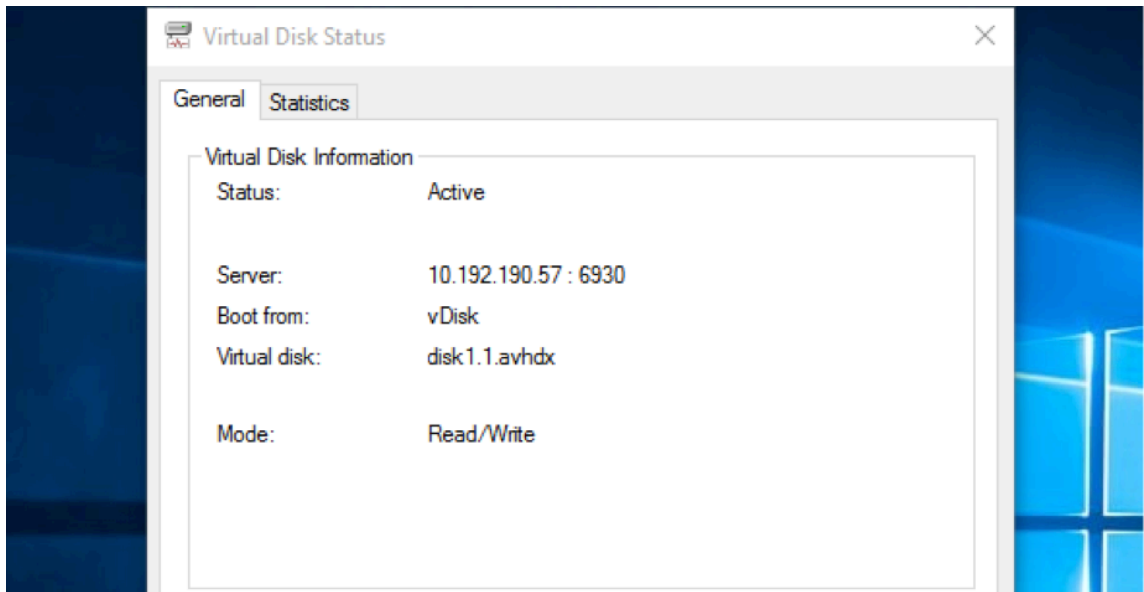 Virtual Disk Status
General Statistics
Virtual Disk Information
Status: Active
Server: 10.192.190.57 : 6930
Boot from: vDisk
Virtual disk: disk1.1.avhdx
Mode: Read/Write